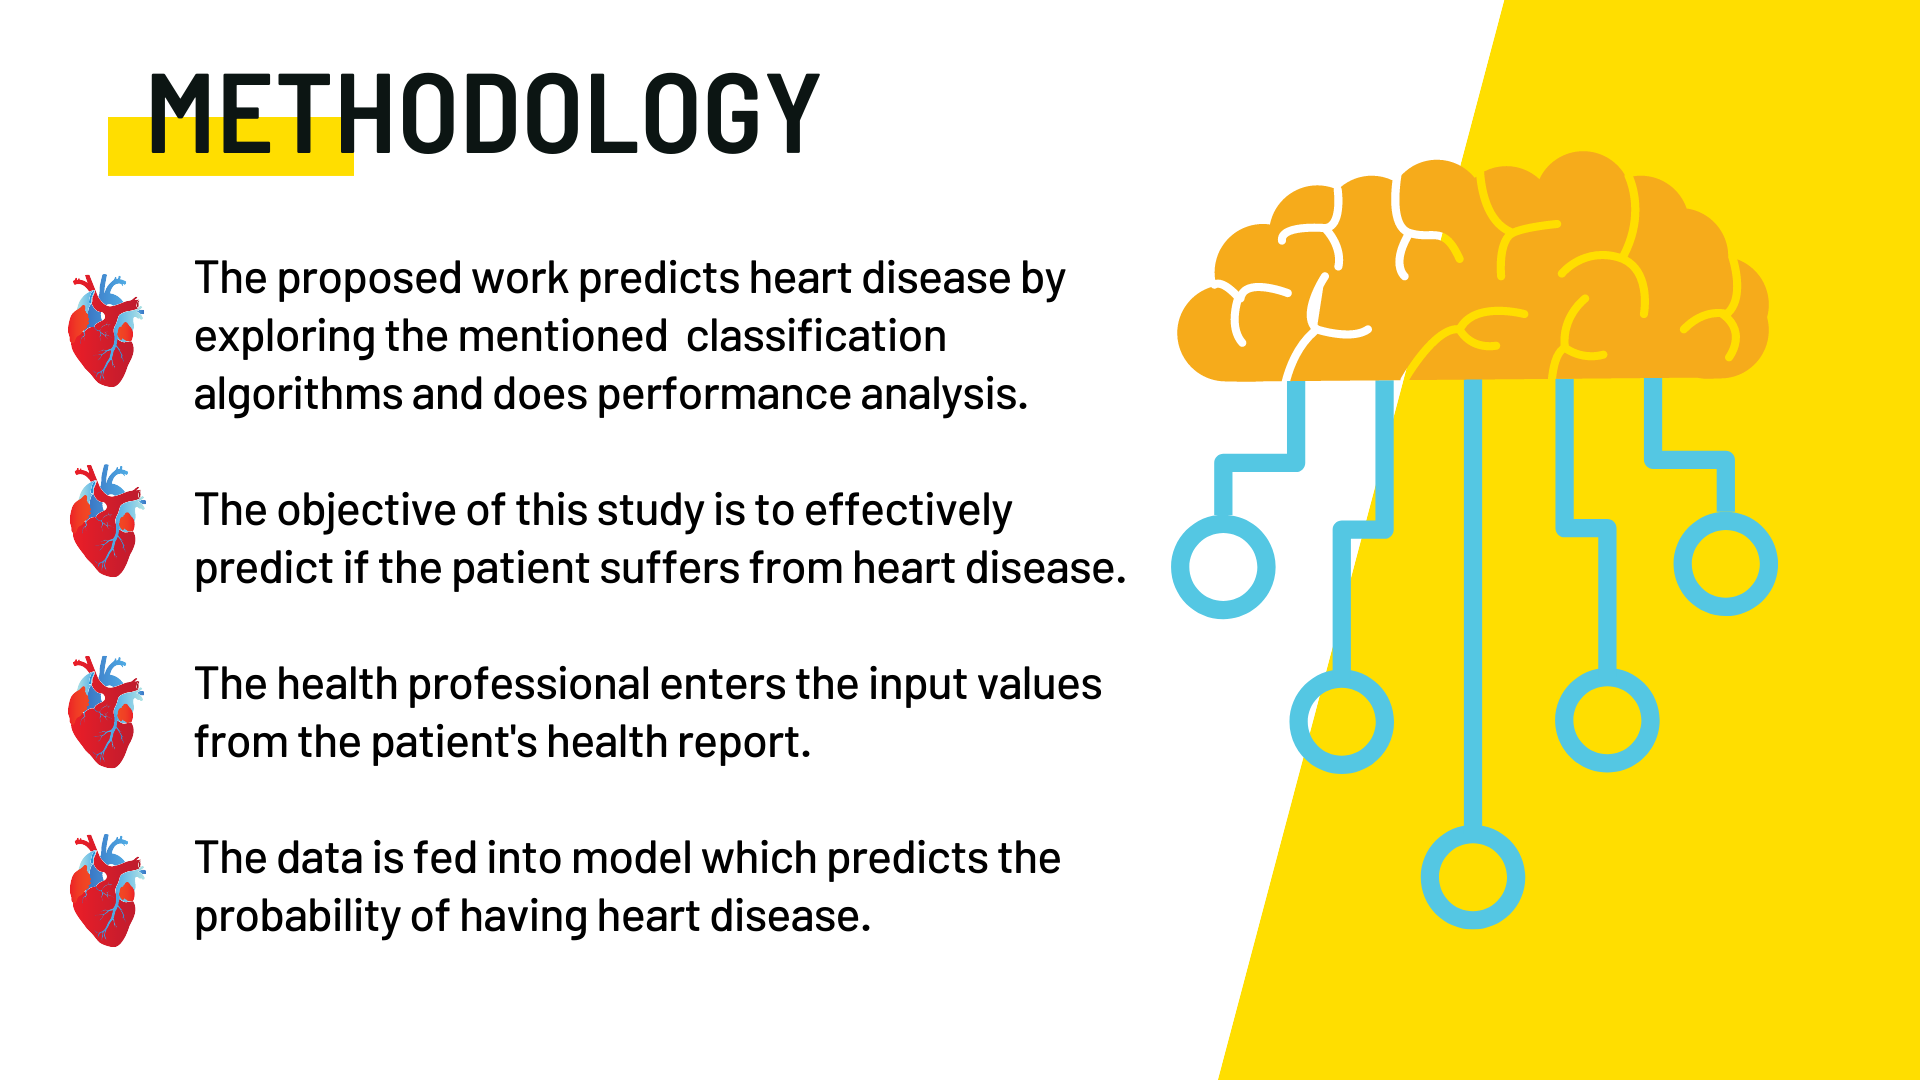 METHODOLOGY
The proposed work predicts heart disease by
exploring the mentioned  classification
algorithms and does performance analysis.
The objective of this study is to effectively
predict if the patient suffers from heart disease.
The health professional enters the input values
from the patient's health report.
The data is fed into model which predicts the
probability of having heart disease.